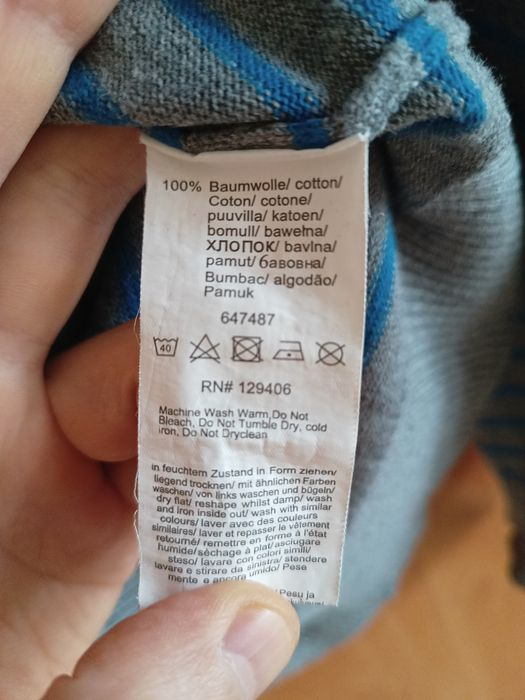 100% Baumwolle/ cotton/
Coton/ cotone/
puuvilla/ katoen/
bomull/ bawełna/
ХЛОПОК/ bavlna/
pamut/ бавовна/
Bumbac/ algodão/
Pamuk
647487
40
RN# 129406
Machine Wash Warm,Do Not
Bleach, Do Not Tumble Dry, cold
iron, Do Not Dryclean
in feuchtem Zustand in Form ziehen/
liegend trocknen/ mit ähnlichen Farben
waschen/ von links waschen und bügeln/
dry flat/ reshape whilst damp/ wash
and iron inside out/ wash with similar
colours/ laver avec des couleurs
similaires/ laver et repasser le vêtement
retourné/ remettre en forme à l'état
humide/séchage à plat/asciugare
steso/ lavare con colori simili/
lavare e stirare da sinistra/ stendere
mente e ancora umido/ Pese
Pesu ja